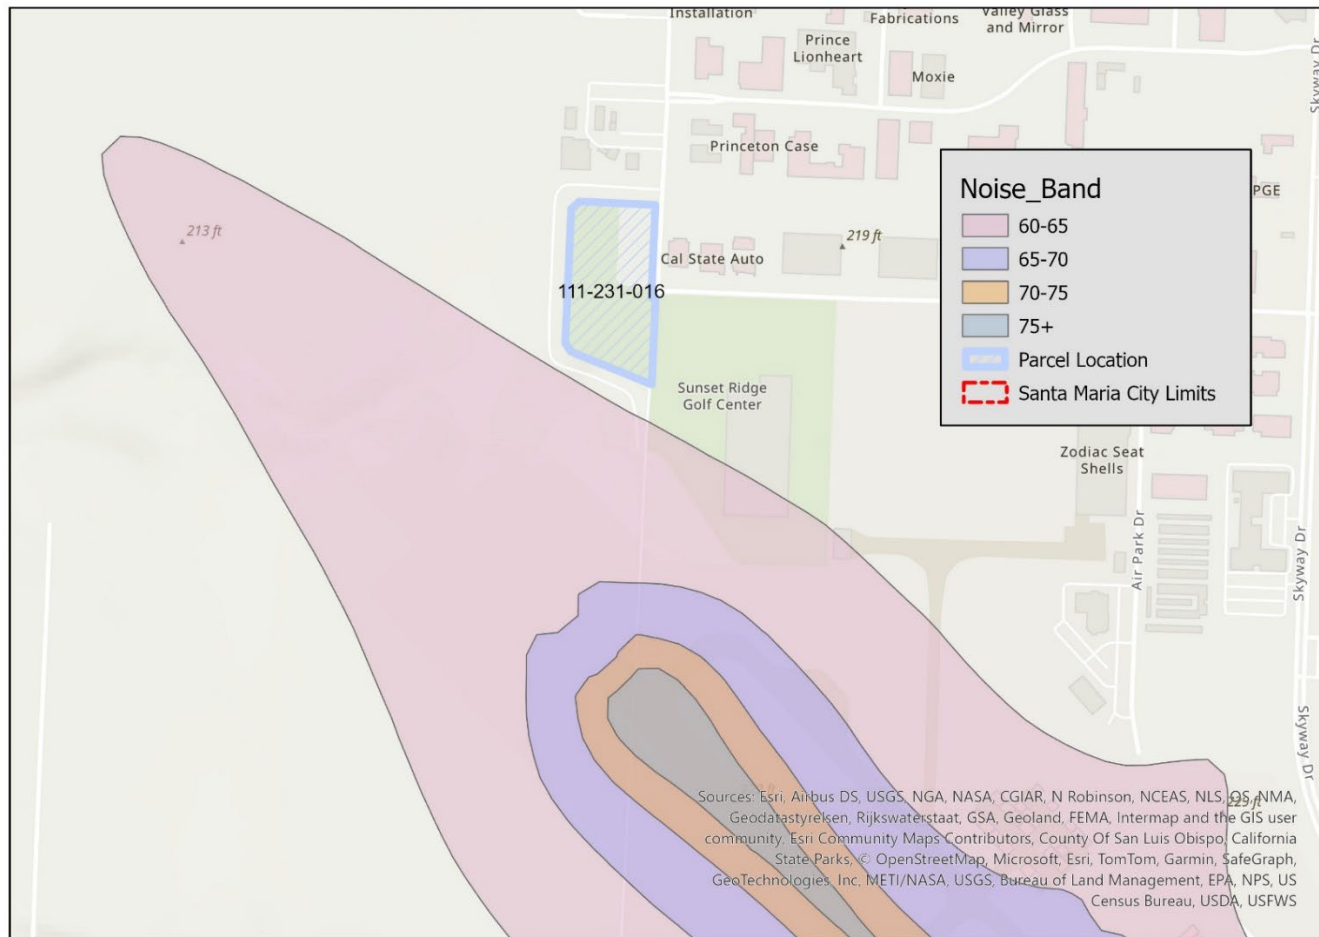 Installation
Fabrications
Valley Glass
and Mirror
Prince
Lionheart
Moxie
Skyway Dr
Princeton Case
PGE
Noise_Band
60-65
65-70
70-75
75+
Parcel Location
Santa Maria City Limits
213 ft
219 ft
Cal State Auto
111-231-016
Sunset Ridge
Golf Center
Zodiac Seat
Shells
Air Park Dr
Skyway Dr
Skyway Dr
229 ft
Sources: Esri, Airbus DS, USGS, NGA, NASA, CGIAR, N Robinson, NCEAS, NLS, OS, NMA,
Geodatastyrelsen, Rijkswaterstaat, GSA, Geoland, FEMA, Intermap and the GIS user
community. Esri Community Maps Contributors, County Of San Luis Obispo, California
State Parks, © OpenStreetMap, Microsoft, Esri, TomTom, Garmin, SafeGraph,
GeoTechnologies, Inc, METI/NASA, USGS, Bureau of Land Management, EPA, NPS, US
Census Bureau, USDA, USFWS